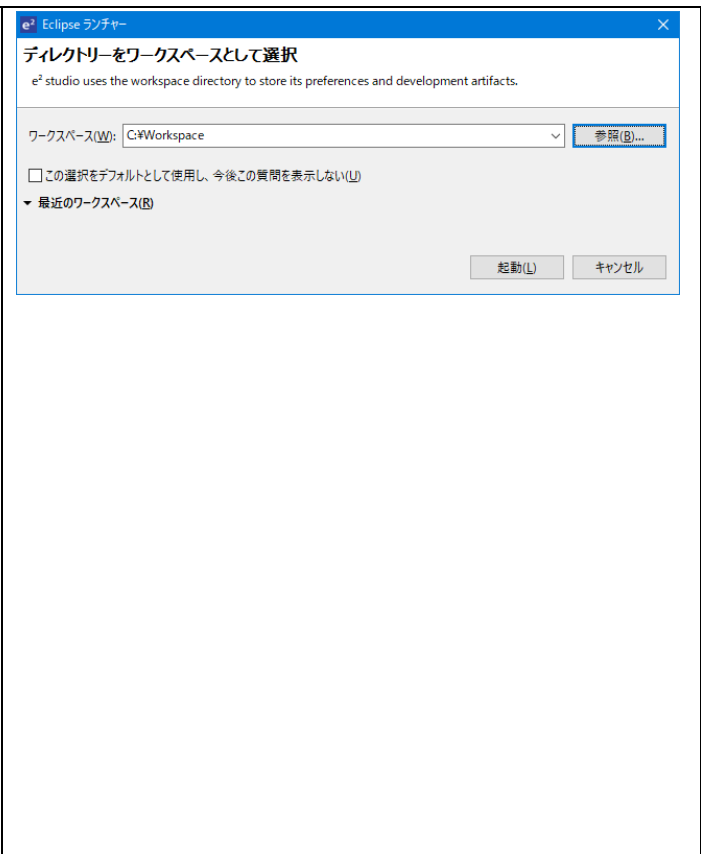 e² Eclipse ランチャー
ディレクトリーをワークスペースとして選択
e² studio uses the workspace directory to store its preferences and development artifacts.
ワークスペース(W): C:¥Workspace 参照(B)...
この選択をデフォルトとして使用し、今後この質問を表示しない(U)
最近のワークスペース(R)
起動(L) キャンセル